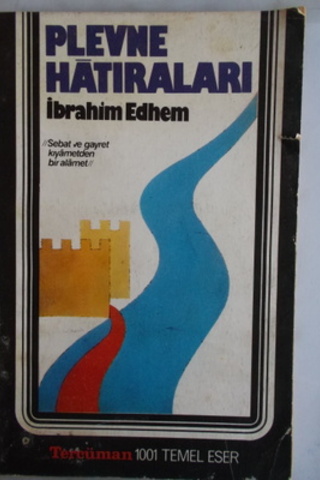 PLEVNE
HÂTIRALARI
İbrahim Edhem
"Sebat ve gayret
kıyâmetden
bir alâmet"
Tercüman 1001 TEMEL ESER